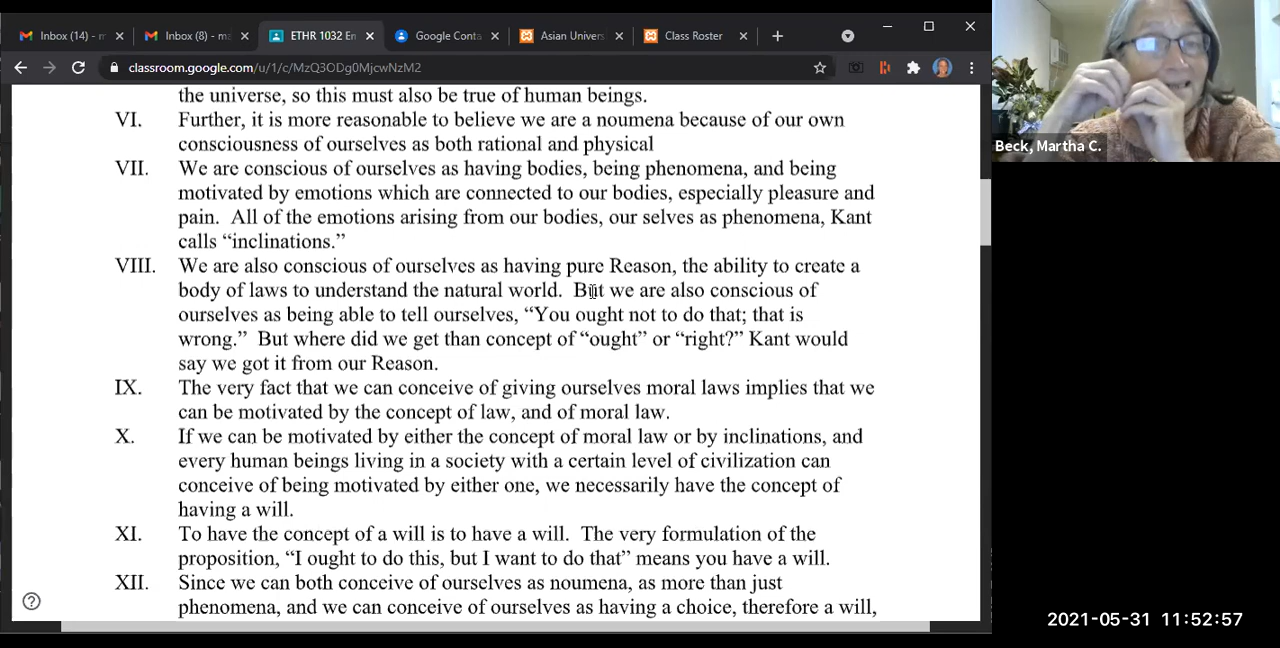 Inbox (14) - m
Inbox (8) - ma
ETHR 1032 En
Google Conta
Asian Univers
Class Roster
classroom.google.com/u/1/c/MzQ3ODg0MjcwNzM2
Beck, Martha C.
the universe, so this must also be true of human beings.
VI. Further, it is more reasonable to believe we are a noumena because of our own
consciousness of ourselves as both rational and physical
VII. We are conscious of ourselves as having bodies, being phenomena, and being
motivated by emotions which are connected to our bodies, especially pleasure and
pain. All of the emotions arising from our bodies, our selves as phenomena, Kant
calls “inclinations.”
VIII. We are also conscious of ourselves as having pure Reason, the ability to create a
body of laws to understand the natural world. But we are also conscious of
ourselves as being able to tell ourselves, “You ought not to do that; that is
wrong.” But where did we get than concept of “ought” or “right?” Kant would
say we got it from our Reason.
IX. The very fact that we can conceive of giving ourselves moral laws implies that we
can be motivated by the concept of law, and of moral law.
X. If we can be motivated by either the concept of moral law or by inclinations, and
every human beings living in a society with a certain level of civilization can
conceive of being motivated by either one, we necessarily have the concept of
having a will.
XI. To have the concept of a will is to have a will. The very formulation of the
proposition, “I ought to do this, but I want to do that” means you have a will.
XII. Since we can both conceive of ourselves as noumena, as more than just
phenomena, and we can conceive of ourselves as having a choice, therefore a will,
2021-05-31 11:52:57